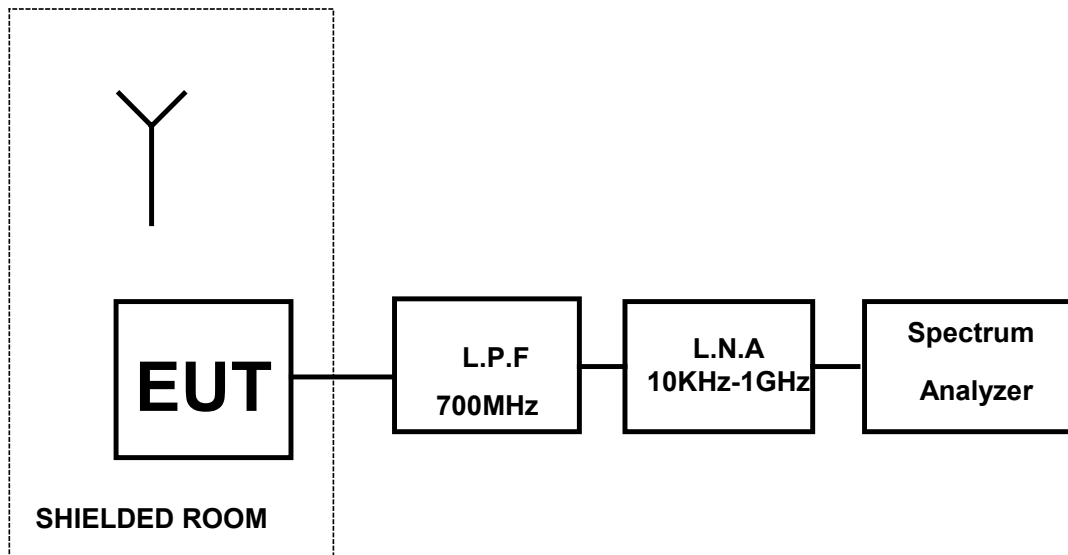 EUT
L.P.F
700MHz
L.N.A
10KHz-1GHz
Spectrum
Analyzer
SHIELDED ROOM